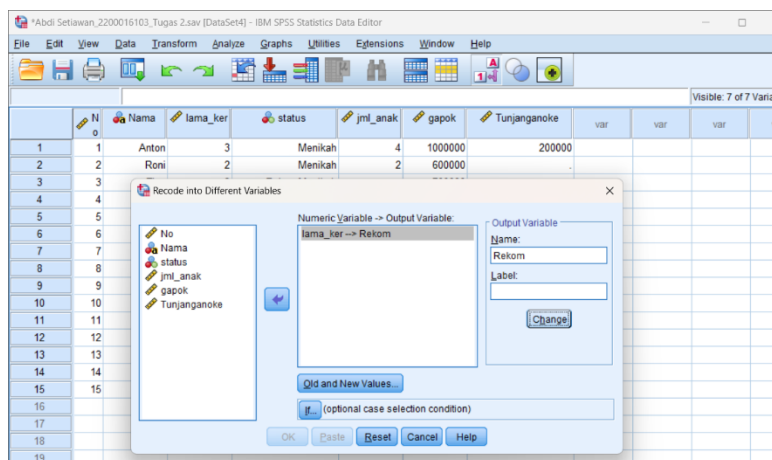 *Abdi Setiawan_2200016103_Tugas 2.sav [DataSet4] - IBM SPSS Statistics Data Editor
File Edit View Data Transform Analyze Graphs Utilities Extensions Window Help
Visible: 7 of 7 Varia
No Nama lama_ker status jml_anak gapok Tunjanganoke var var var
1 1 Anton 3 Menikah 4 1000000 200000
2 2 Roni 2 Menikah 2 600000 .
3 3
4 4
5 5
6 6
7 7
8 8
9 9
10 10
11 11
12 12
13 13
14 14
15 15
16
17
18
19
Recode into Different Variables
No
Nama
status
jml_anak
gapok
Tunjanganoke
Numeric Variable -> Output Variable:
lama_ker --> Rekom
Output Variable
Name:
Rekom
Label:
Change
Old and New Values...
If... (optional case selection condition)
OK Paste Reset Cancel Help